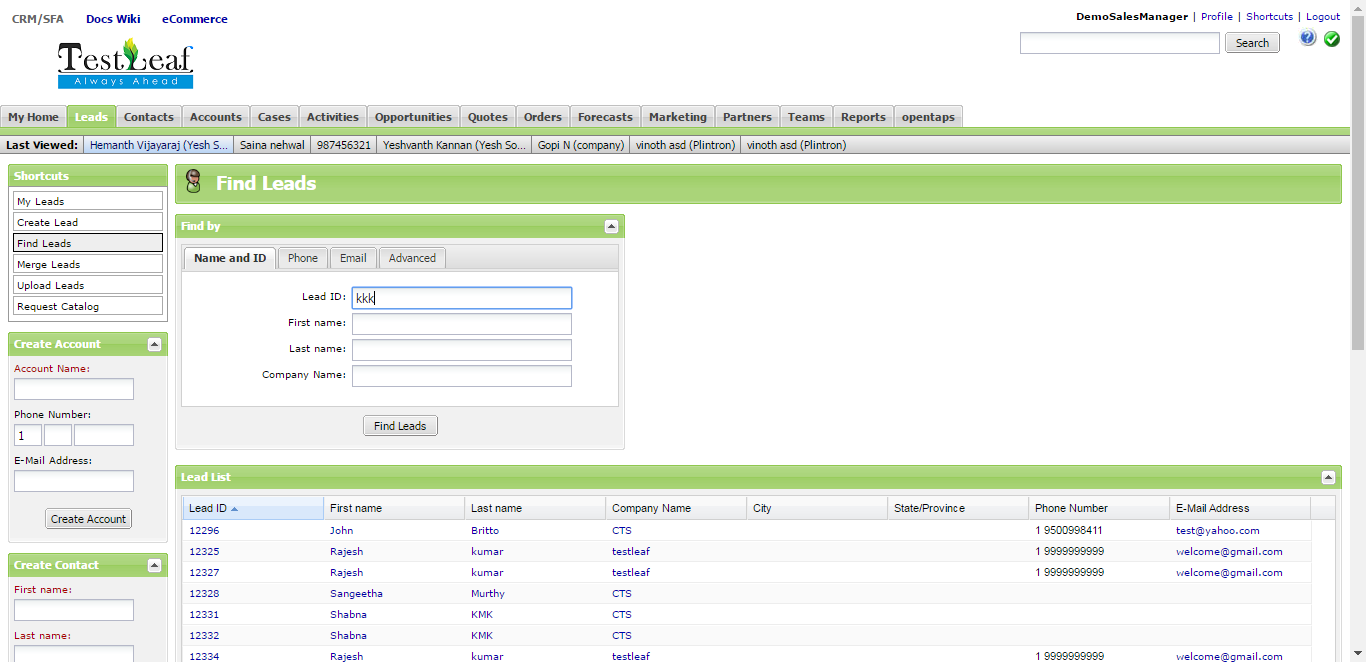 CRM/SFA Docs Wiki eCommerce
DemoSalesManager | Profile | Shortcuts | Logout
TestLeaf
Always Ahead
Search
My Home Leads Contacts Accounts Cases Activities Opportunities Quotes Orders Forecasts Marketing Partners Teams Reports opentaps
Last Viewed: Hemanth Vijayaraj (Yesh S... Saina nehwal 987456321 Yeshvanth Kannan (Yesh So... Gopi N (company) vinoth asd (Plintron) vinoth asd (Plintron)
Shortcuts
My Leads
Create Lead
Find Leads
Merge Leads
Upload Leads
Request Catalog
Create Account
Account Name:
Phone Number:
1
E-Mail Address:
Create Account
Create Contact
First name:
Last name:
Find Leads
Find by
Name and ID Phone Email Advanced
Lead ID: kkk
First name:
Last name:
Company Name:
Find Leads
Lead List
Lead ID First name Last name Company Name City State/Province Phone Number E-Mail Address
12296 John Britto CTS 1 9500998411 test@yahoo.com
12325 Rajesh kumar testleaf 1 9999999999 welcome@gmail.com
12327 Rajesh kumar testleaf 1 9999999999 welcome@gmail.com
12328 Sangeetha Murthy CTS
12331 Shabna KMK CTS
12332 Shabna KMK CTS
12334 Rajesh kumar testleaf 1 9999999999 welcome@gmail.com